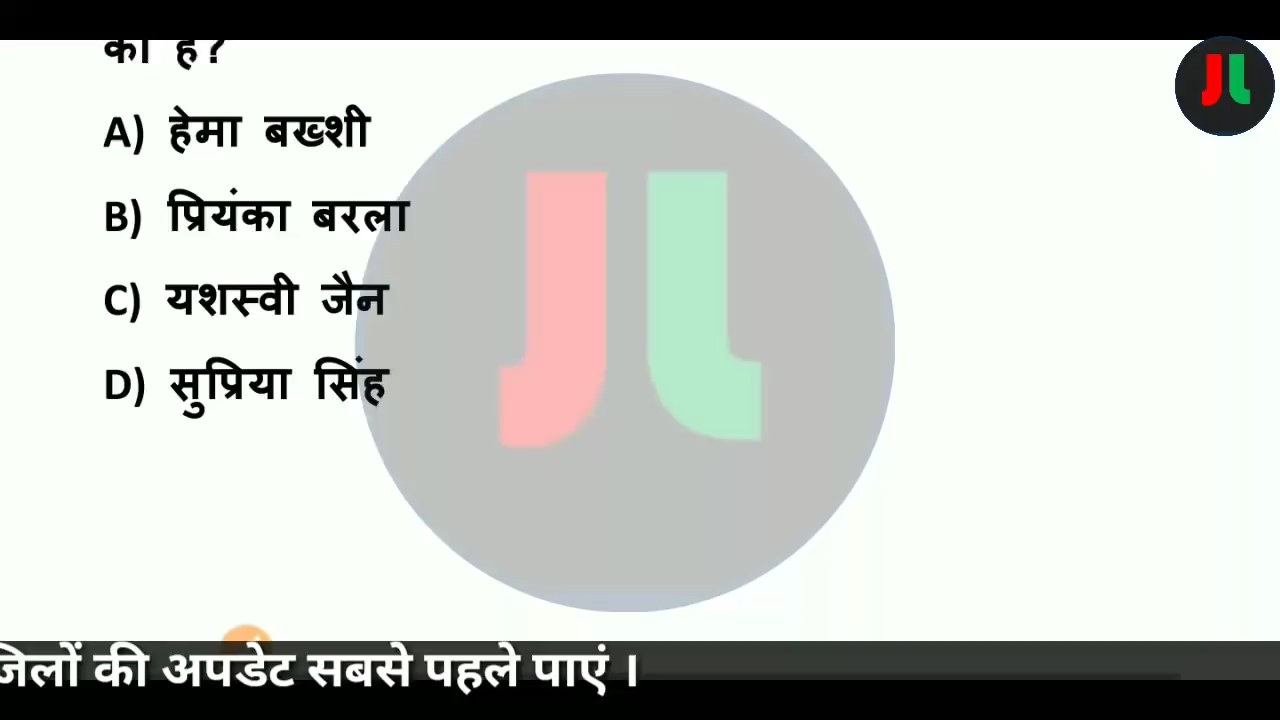 की है?
A) हेमा बख्शी
B) प्रियंका बरला
C) यशस्वी जैन
D) सुप्रिया सिंह
जिलों की अपडेट सबसे पहले पाएं ।